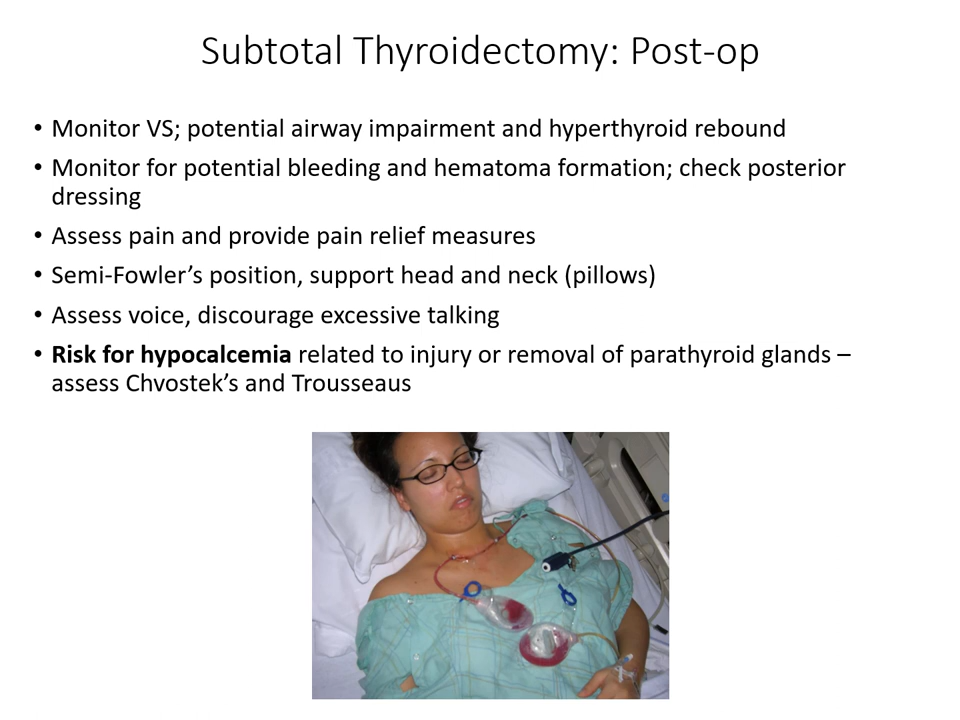 Subtotal Thyroidectomy: Post-op
• Monitor VS; potential airway impairment and hyperthyroid rebound
• Monitor for potential bleeding and hematoma formation; check posterior
dressing
• Assess pain and provide pain relief measures
• Semi-Fowler’s position, support head and neck (pillows)
• Assess voice, discourage excessive talking
• Risk for hypocalcemia related to injury or removal of parathyroid glands –
assess Chvostek’s and Trousseaus